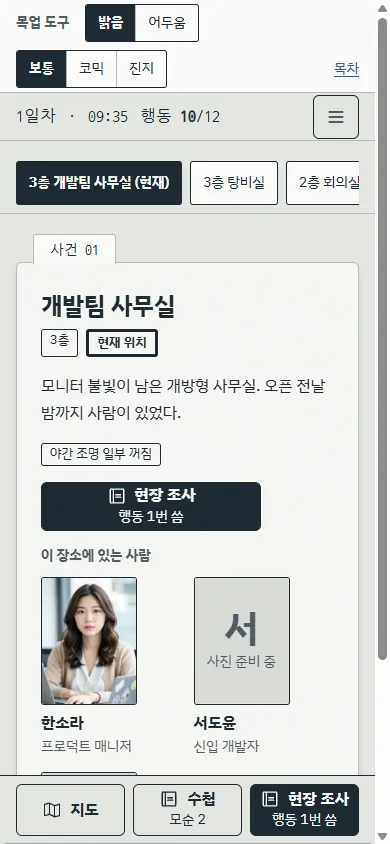 목업 도구 밝음 어두움
보통 코믹 진지 목차
1일차 · 09:35 행동 10/12
3층 개발팀 사무실 (현재) 3층 탕비실 2층 회의실
사건 01
개발팀 사무실
3층 현재 위치
모니터 불빛이 남은 개방형 사무실. 오픈 전날
밤까지 사람이 있었다.
야간 조명 일부 꺼짐
현장 조사
행동 1번 씀
이 장소에 있는 사람
서
사진 준비 중
한소라 서도윤
프로덕트 매니저 신입 개발자
지도 수첩 현장 조사
모순 2 행동 1번 씀